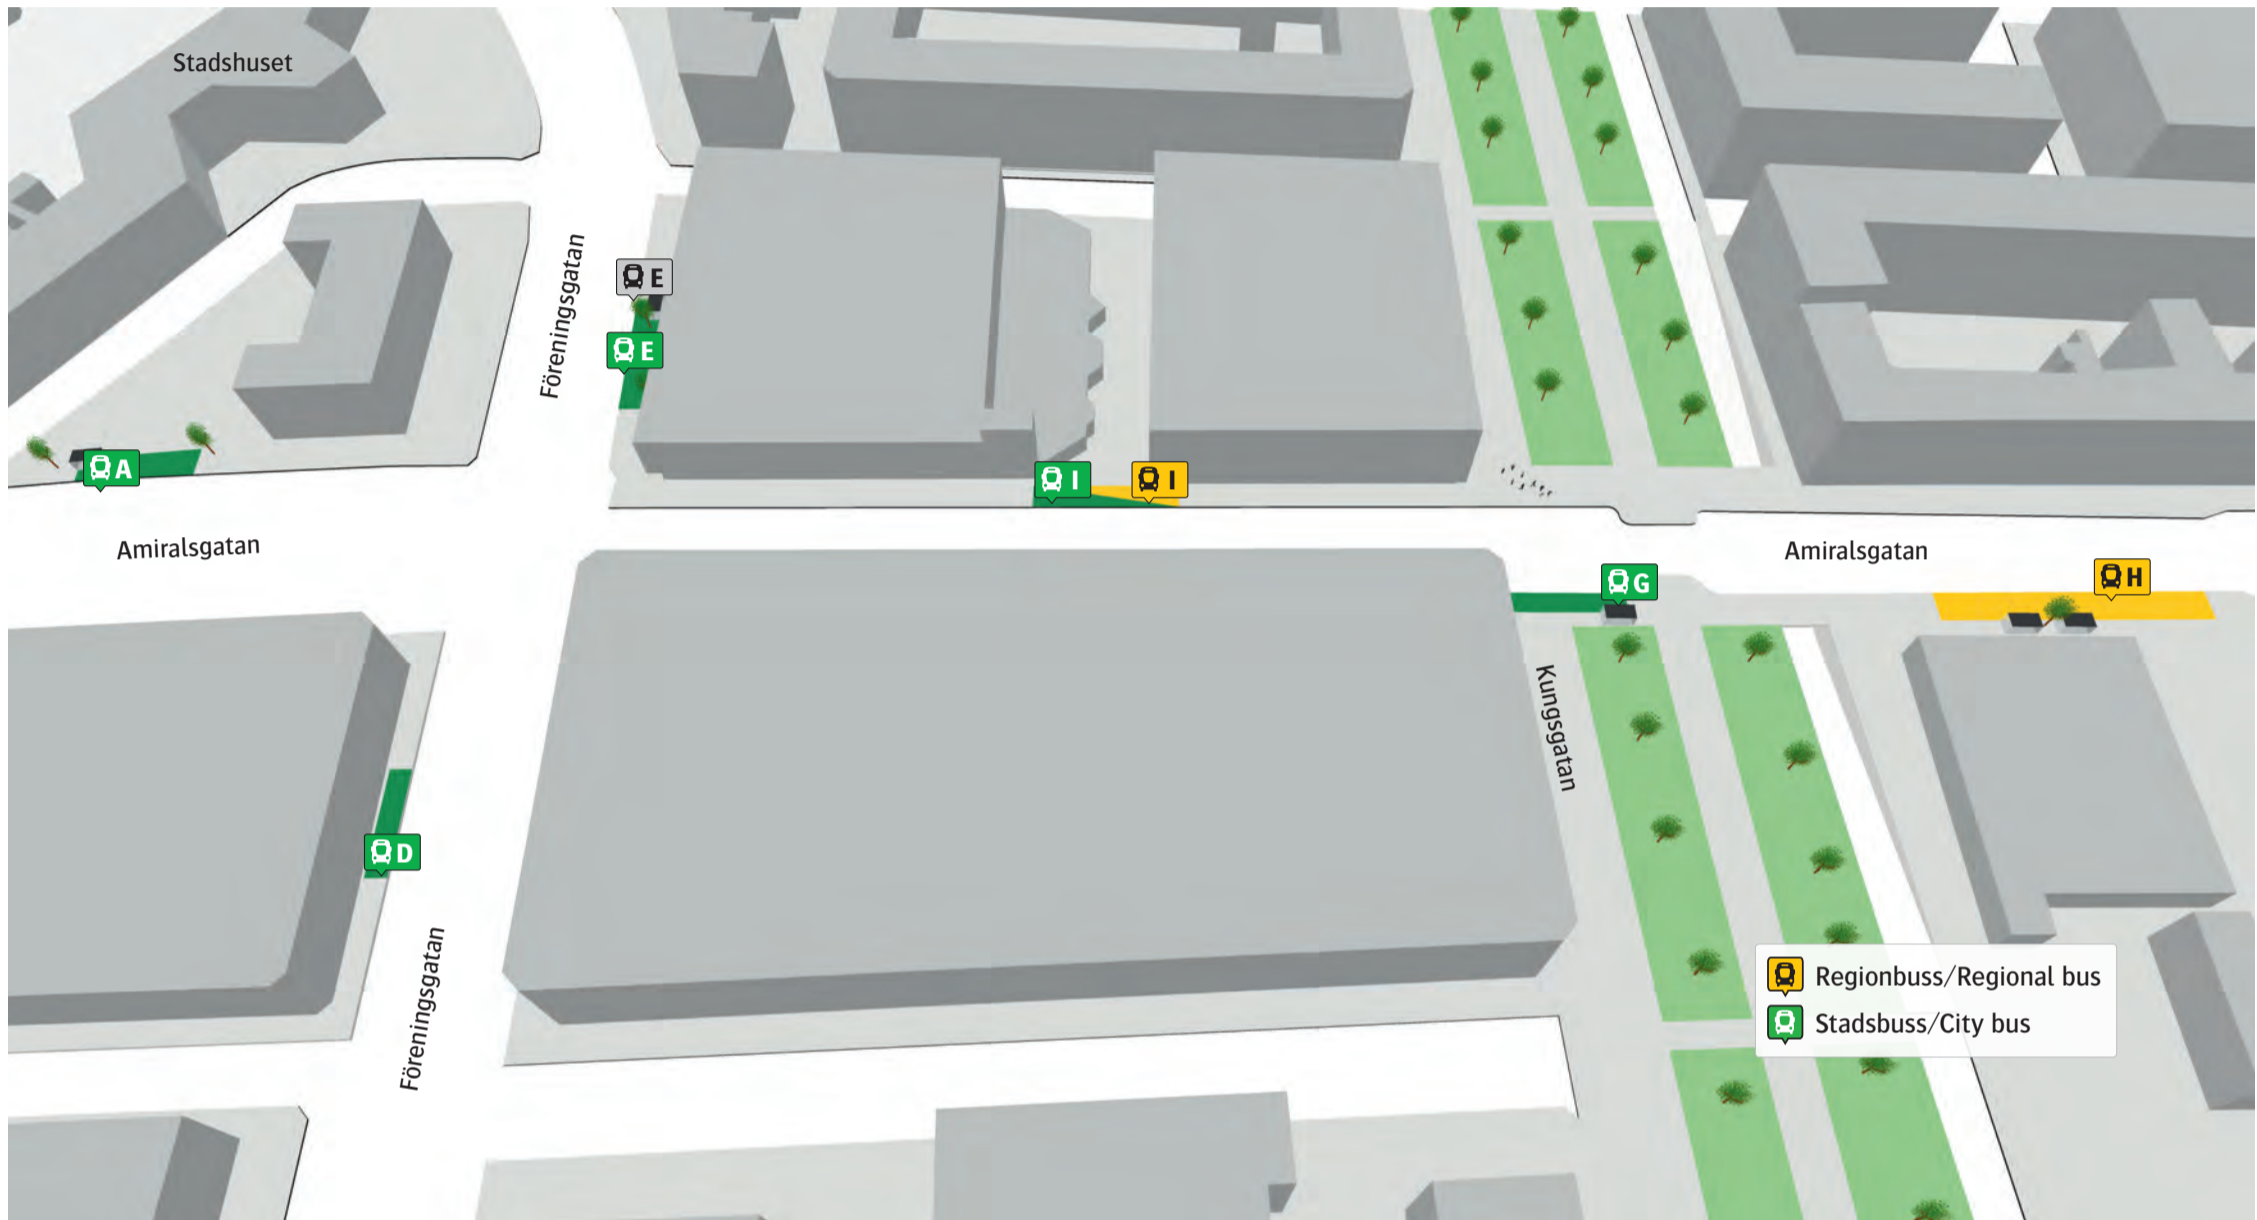 Stadshuset
Föreningsgatan
E
E
A
I
I
Amiralsgatan
Amiralsgatan
G
H
Kungsgatan
D
Föreningsgatan
Regionbuss/Regional bus
Stadsbuss/City bus